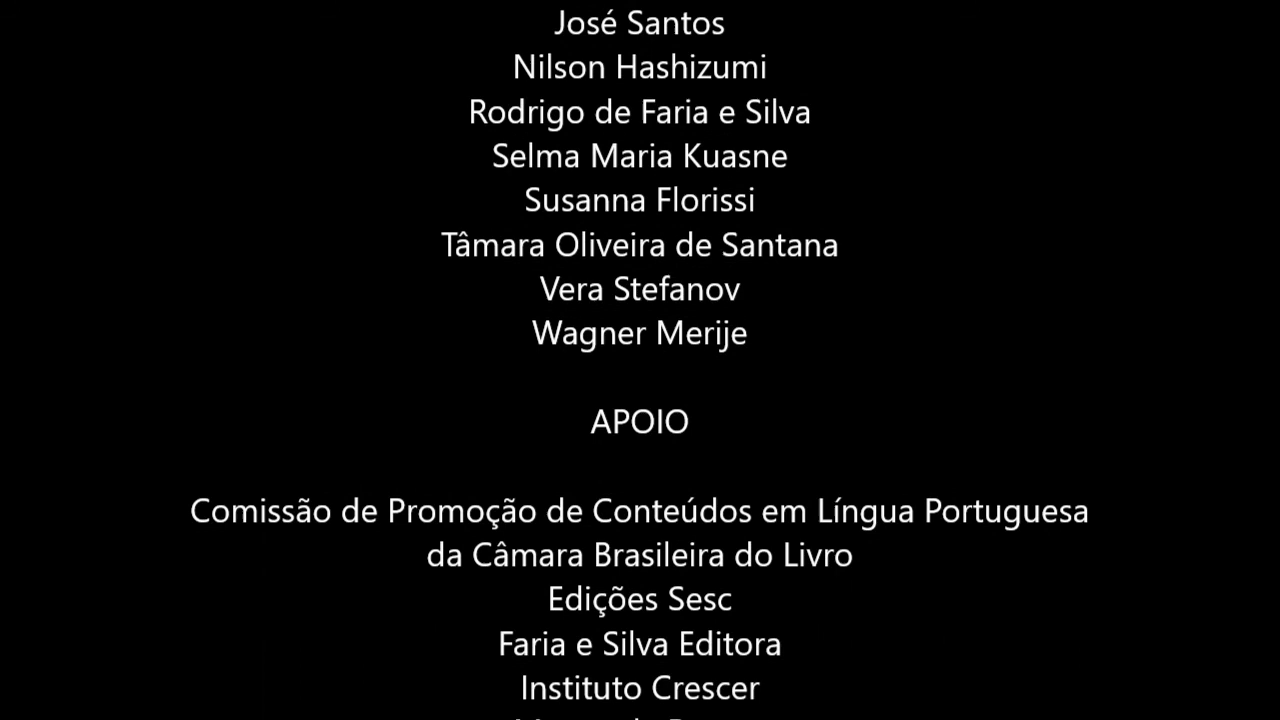 José Santos
Nilson Hashizumi
Rodrigo de Faria e Silva
Selma Maria Kuasne
Susanna Florissi
Tâmara Oliveira de Santana
Vera Stefanov
Wagner Merije
APOIO
Comissão de Promoção de Conteúdos em Língua Portuguesa
da Câmara Brasileira do Livro
Edições Sesc
Faria e Silva Editora
Instituto Crescer